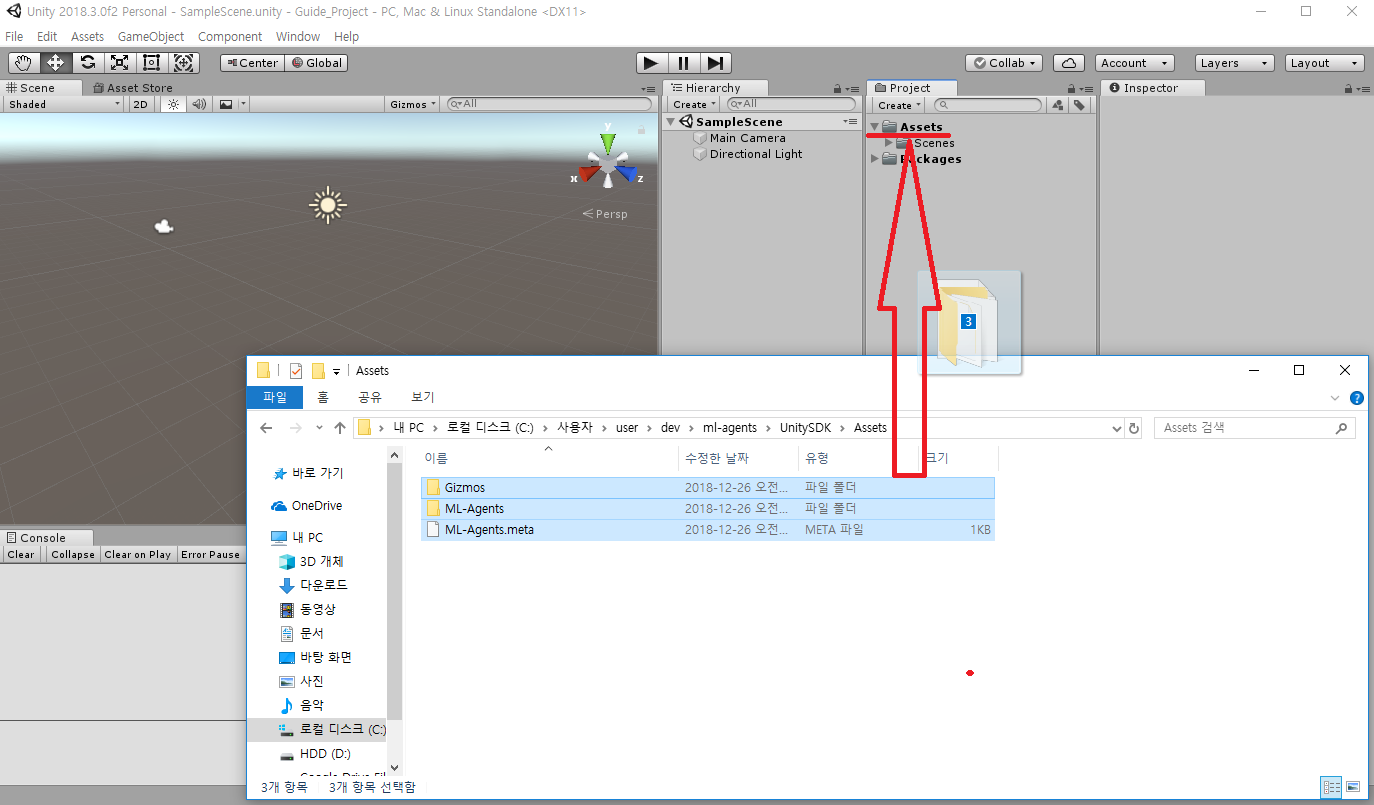 Unity 2018.3.0f2 Personal - SampleScene.unity - Guide_Project - PC, Mac & Linux Standalone <DX11>
File Edit Assets GameObject Component Window Help
Center Global Collab Account Layers Layout
Scene Asset Store
Shaded 2D Gizmos All
y
x z
Persp
Hierarchy
Create All
SampleScene
Main Camera
Directional Light
Project
Create
Assets
Scenes
Packages
Inspector
3
Console
Clear Collapse Clear on Play Error Pause
Assets
파일 홈 공유 보기
내 PC > 로컬 디스크 (C:) > 사용자 > user > dev > ml-agents > UnitySDK > Assets
Assets 검색
바로 가기
OneDrive
내 PC
3D 개체
다운로드
동영상
문서
바탕 화면
사진
음악
로컬 디스크 (C:)
HDD (D:)
이름 수정한 날짜 유형 크기
Gizmos 2018-12-26 오전... 파일 폴더
ML-Agents 2018-12-26 오전... 파일 폴더
ML-Agents.meta 2018-12-26 오전... META 파일 1KB
3개 항목 3개 항목 선택함